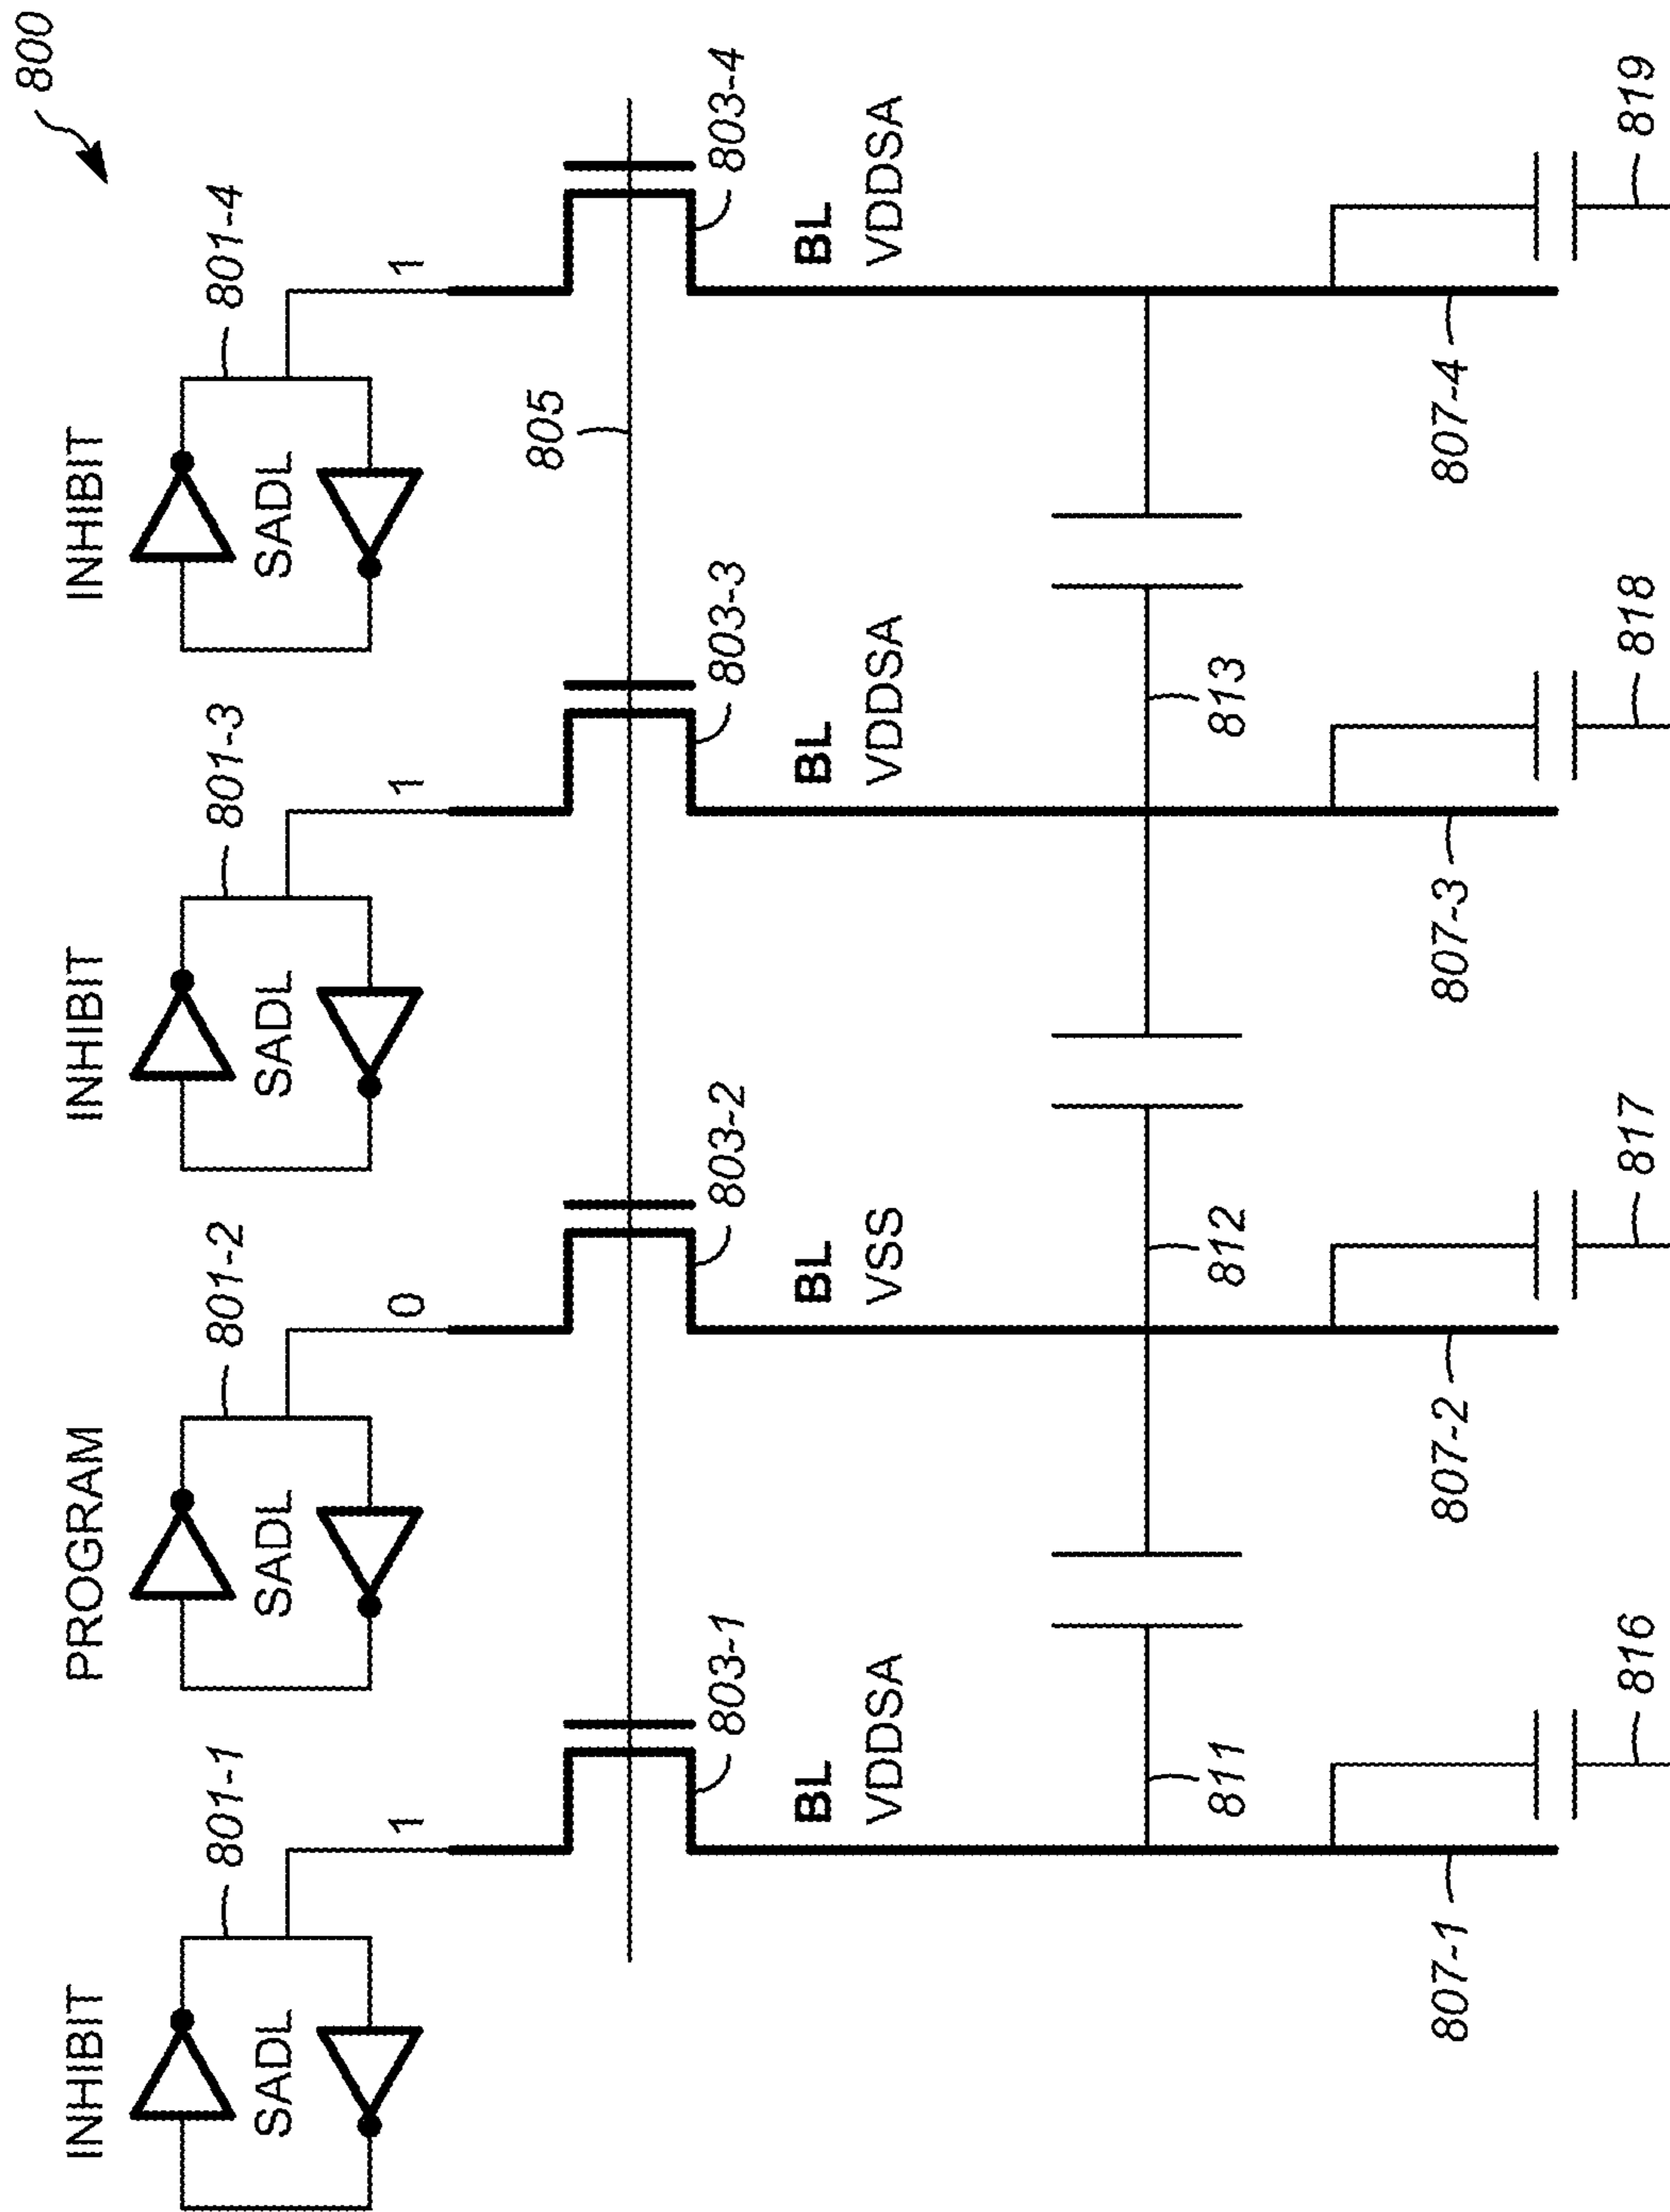 800
INHIBIT
PROGRAM
INHIBIT
INHIBIT
801-1
801-2
801-3
801-4
SADL
SADL
SADL
SADL
1
0
1
1
805
803-1
803-2
803-3
803-4
BL
BL
BL
BL
VDDSA
VSS
VDDSA
VDDSA
811
812
813
807-1
807-2
807-3
807-4
816
817
818
819